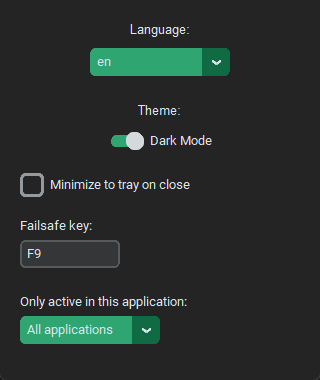 Language:
en
Theme:
Dark Mode
Minimize to tray on close
Failsafe key:
F9
Only active in this application:
All applications